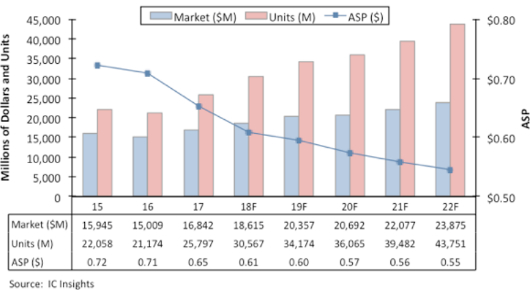 Market ($M) Units (M) ASP ($)
45,000 $0.80
40,000
35,000
30,000 $0.70
25,000
20,000
15,000 $0.60
10,000
5,000
0 $0.50
Millions of Dollars and Units
ASP
15 16 17 18F 19F 20F 21F 22F
Market ($M) 15,945 15,009 16,842 18,615 20,357 20,692 22,077 23,875
Units (M) 22,058 21,174 25,797 30,567 34,174 36,065 39,482 43,751
ASP ($) 0.72 0.71 0.65 0.61 0.60 0.57 0.56 0.55
Source: IC Insights